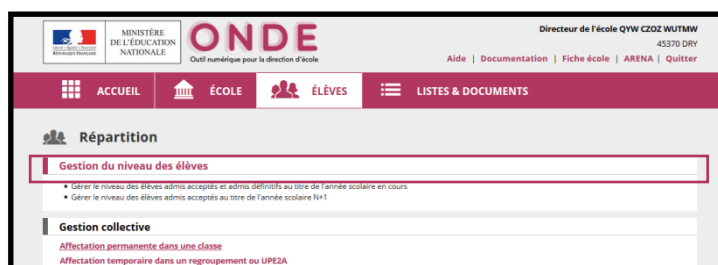 MINISTÈRE
DE L'ÉDUCATION
NATIONALE
ONDE
Outil numérique pour la direction d'école
Directeur de l'école QYW CZOZ WUTMW
45370 DRY
Aide | Documentation | Fiche école | ARENA | Quitter
ACCUEIL ÉCOLE ÉLÈVES LISTES & DOCUMENTS
Répartition
Gestion du niveau des élèves
• Gérer le niveau des élèves admis acceptés et admis définitifs au titre de l'année scolaire en cours
• Gérer le niveau des élèves admis acceptés au titre de l'année scolaire N+1
Gestion collective
Affectation permanente dans une classe
Affectation temporaire dans un regroupement ou UPE2A